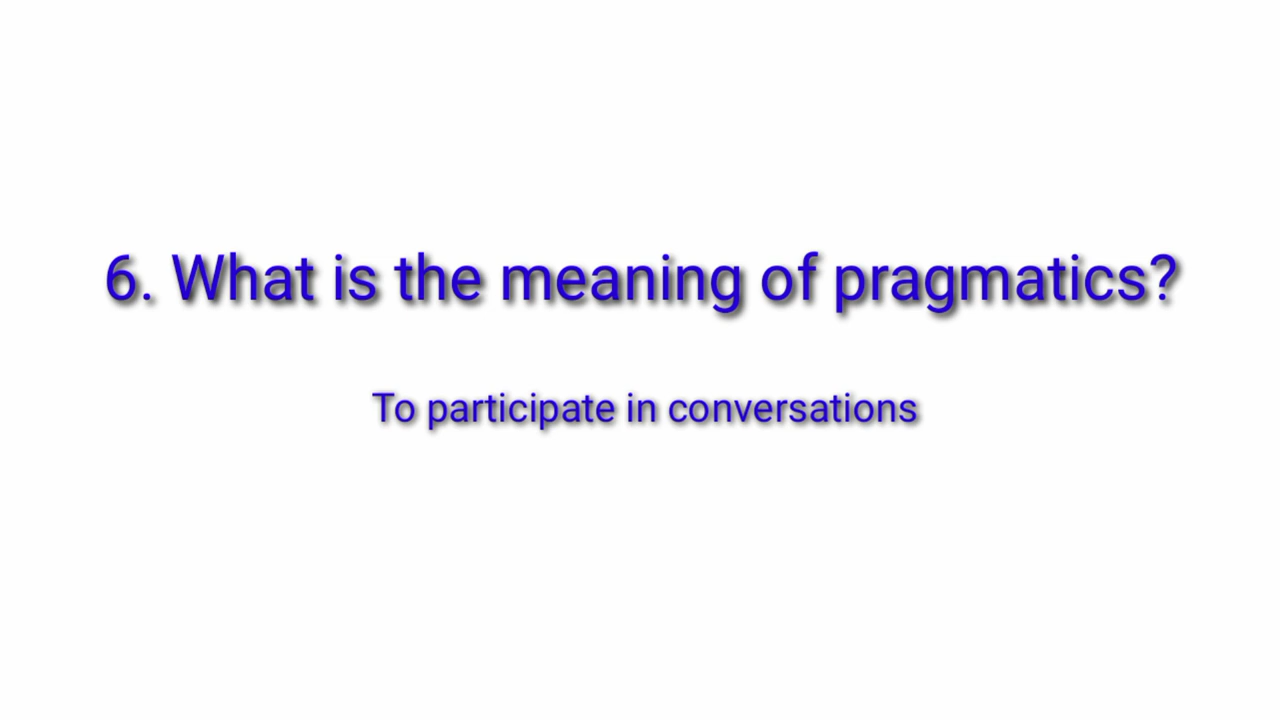 6. What is the meaning of pragmatics?
To participate in conversations